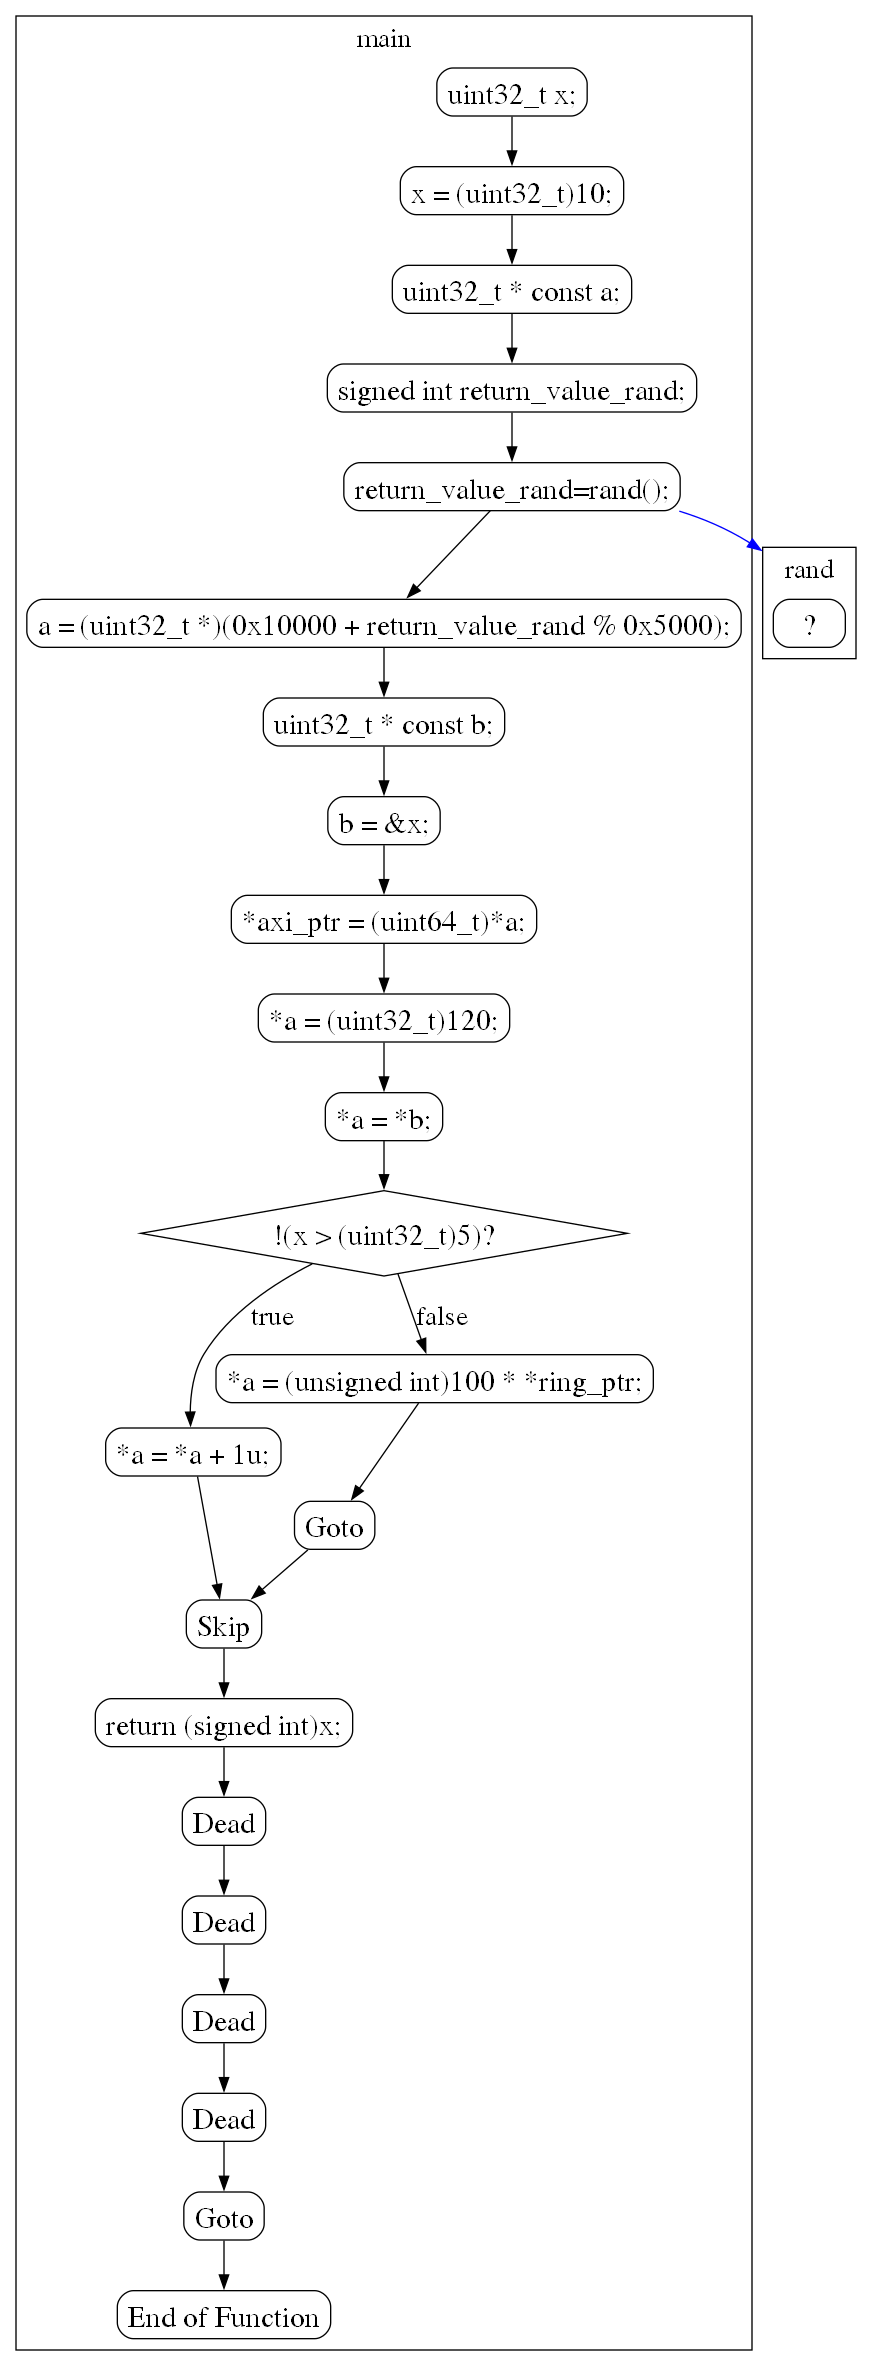 main
uint32_t x;
x = (uint32_t)10;
uint32_t * const a;
signed int return_value_rand;
return_value_rand=rand();
rand
?
a = (uint32_t *)(0x10000 + return_value_rand % 0x5000);
uint32_t * const b;
b = &x;
*axi_ptr = (uint64_t)*a;
*a = (uint32_t)120;
*a = *b;
!(x > (uint32_t)5)?
true
false
*a = (unsigned int)100 * *ring_ptr;
*a = *a + 1u;
Goto
Skip
return (signed int)x;
Dead
Dead
Dead
Dead
Goto
End of Function